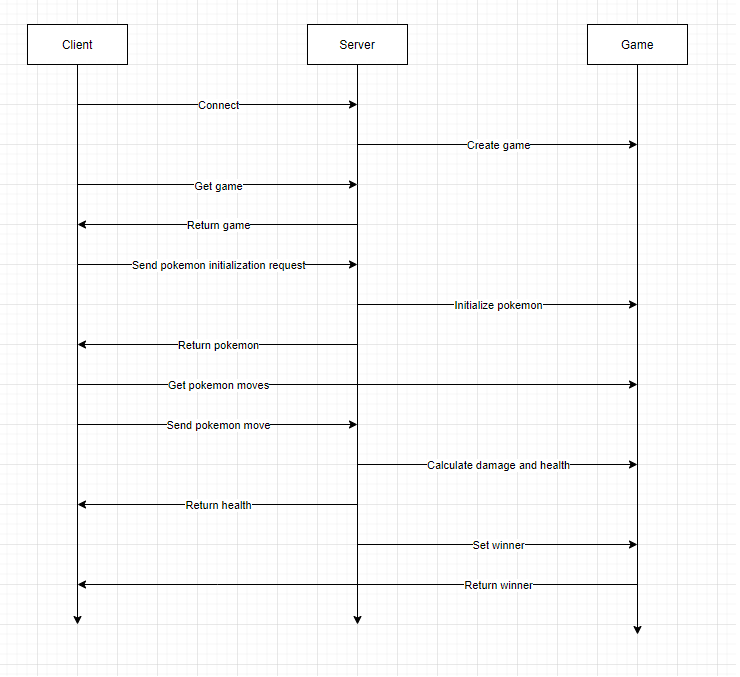 Client
Server
Game
Connect
Create game
Get game
Return game
Send pokemon initialization request
Initialize pokemon
Return pokemon
Get pokemon moves
Send pokemon move
Calculate damage and health
Return health
Set winner
Return winner